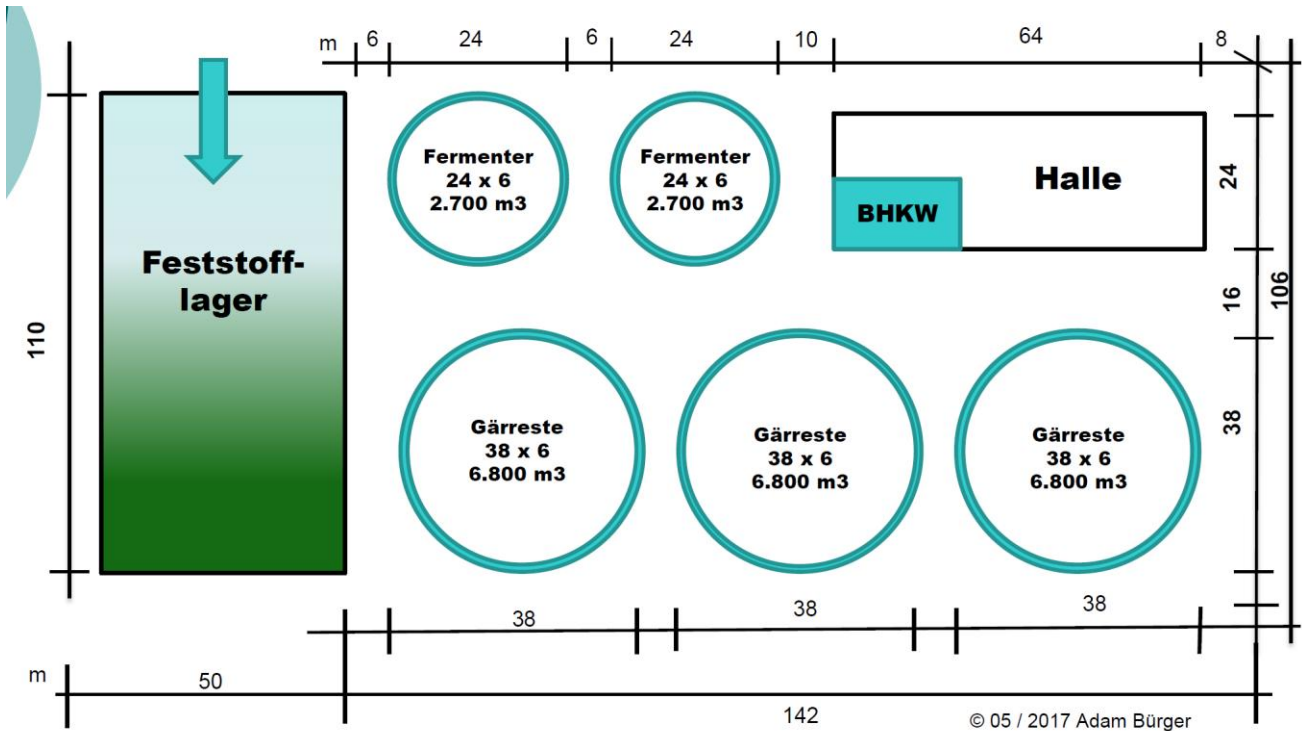 m 6 24 6 24 10 64 8
Fermenter
24 x 6
2.700 m3
Fermenter
24 x 6
2.700 m3
Halle
BHKW
24
Feststoff-
lager
16
106
110
Gärreste
38 x 6
6.800 m3
Gärreste
38 x 6
6.800 m3
Gärreste
38 x 6
6.800 m3
38
38 38 38
m 50
142
© 05 / 2017 Adam Bürger